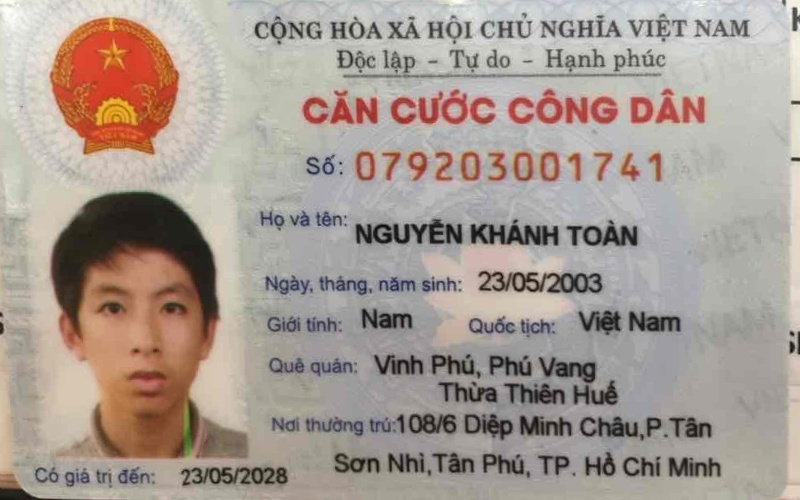 CỘNG HÒA XÃ HỘI CHỦ NGHĨA VIỆT NAM
Độc lập - Tự do - Hạnh phúc
CĂN CƯỚC CÔNG DÂN
Số: 079203001741
Họ và tên: NGUYỄN KHÁNH TOÀN
Ngày, tháng, năm sinh: 23/05/2003
Giới tính: Nam Quốc tịch: Việt Nam
Quê quán: Vinh Phú, Phú Vang
Thừa Thiên Huế
Nơi thường trú: 108/6 Diệp Minh Châu,P.Tân
Sơn Nhì,Tân Phú, TP. Hồ Chí Minh
Có giá trị đến: 23/05/2028